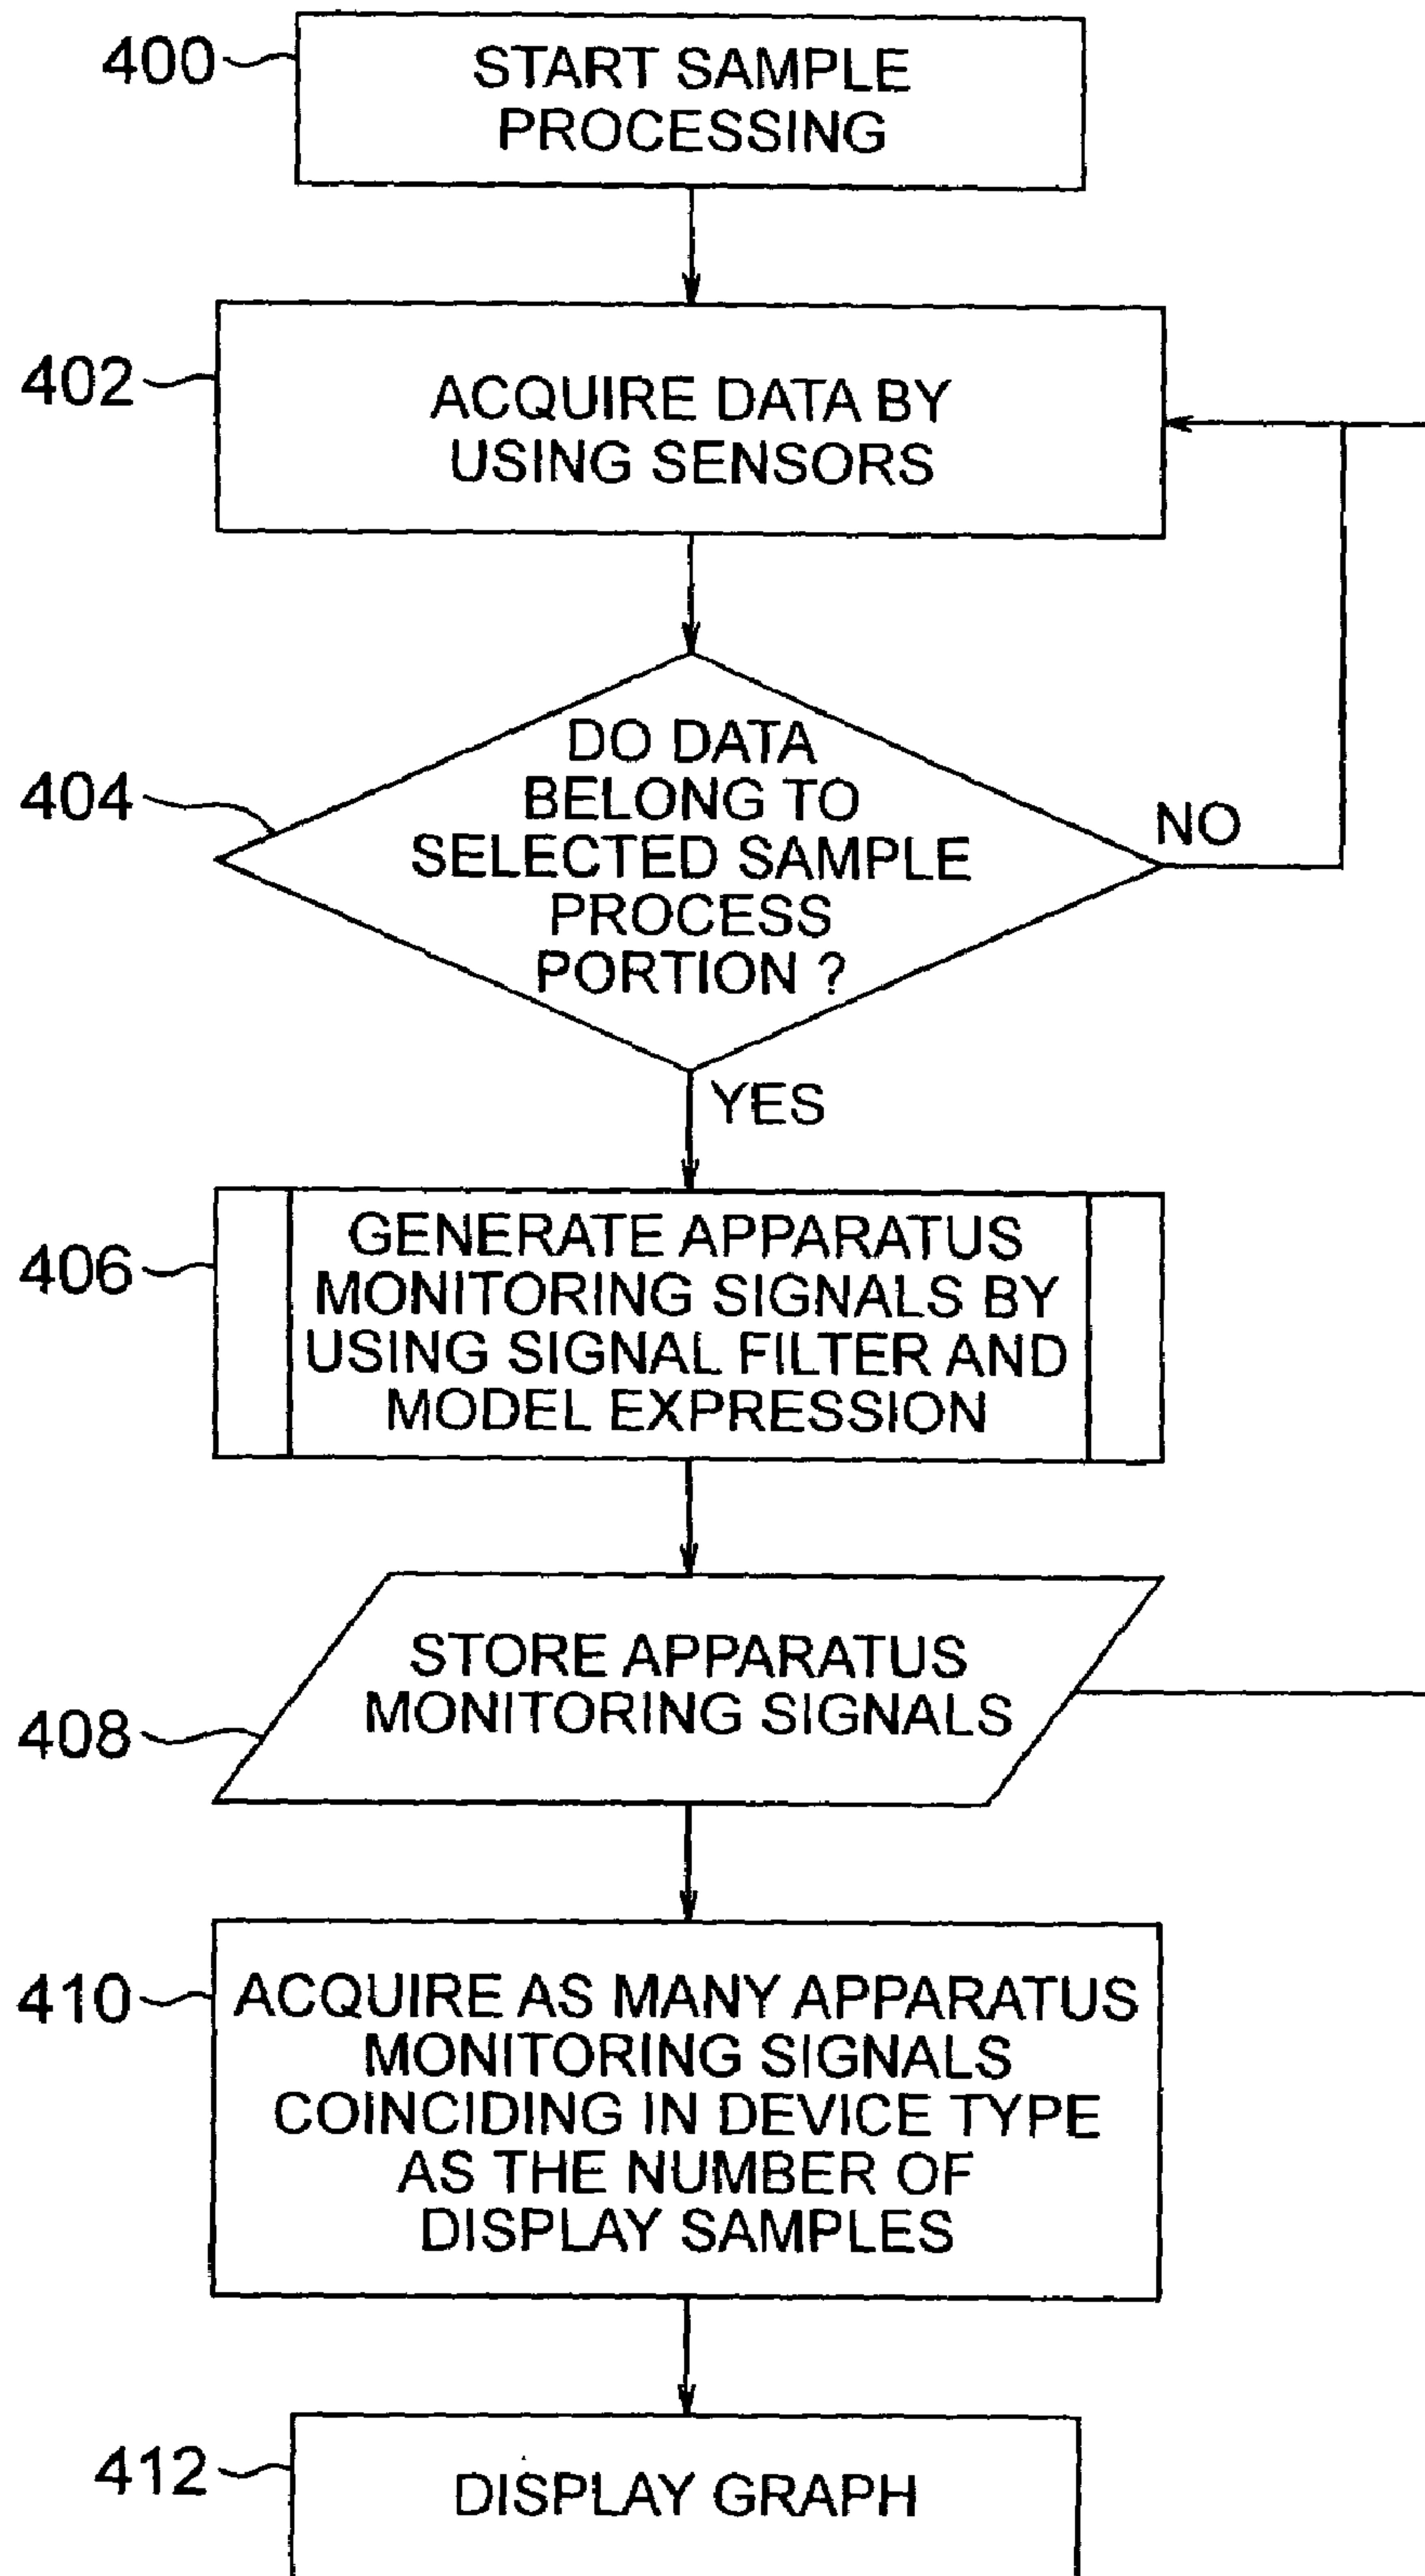 400
START SAMPLE
PROCESSING
402
ACQUIRE DATA BY
USING SENSORS
404
DO DATA
BELONG TO
SELECTED SAMPLE
PROCESS
PORTION ?
NO
YES
406
GENERATE APPARATUS
MONITORING SIGNALS BY
USING SIGNAL FILTER AND
MODEL EXPRESSION
408
STORE APPARATUS
MONITORING SIGNALS
410
ACQUIRE AS MANY APPARATUS
MONITORING SIGNALS
COINCIDING IN DEVICE TYPE
AS THE NUMBER OF
DISPLAY SAMPLES
412
DISPLAY GRAPH